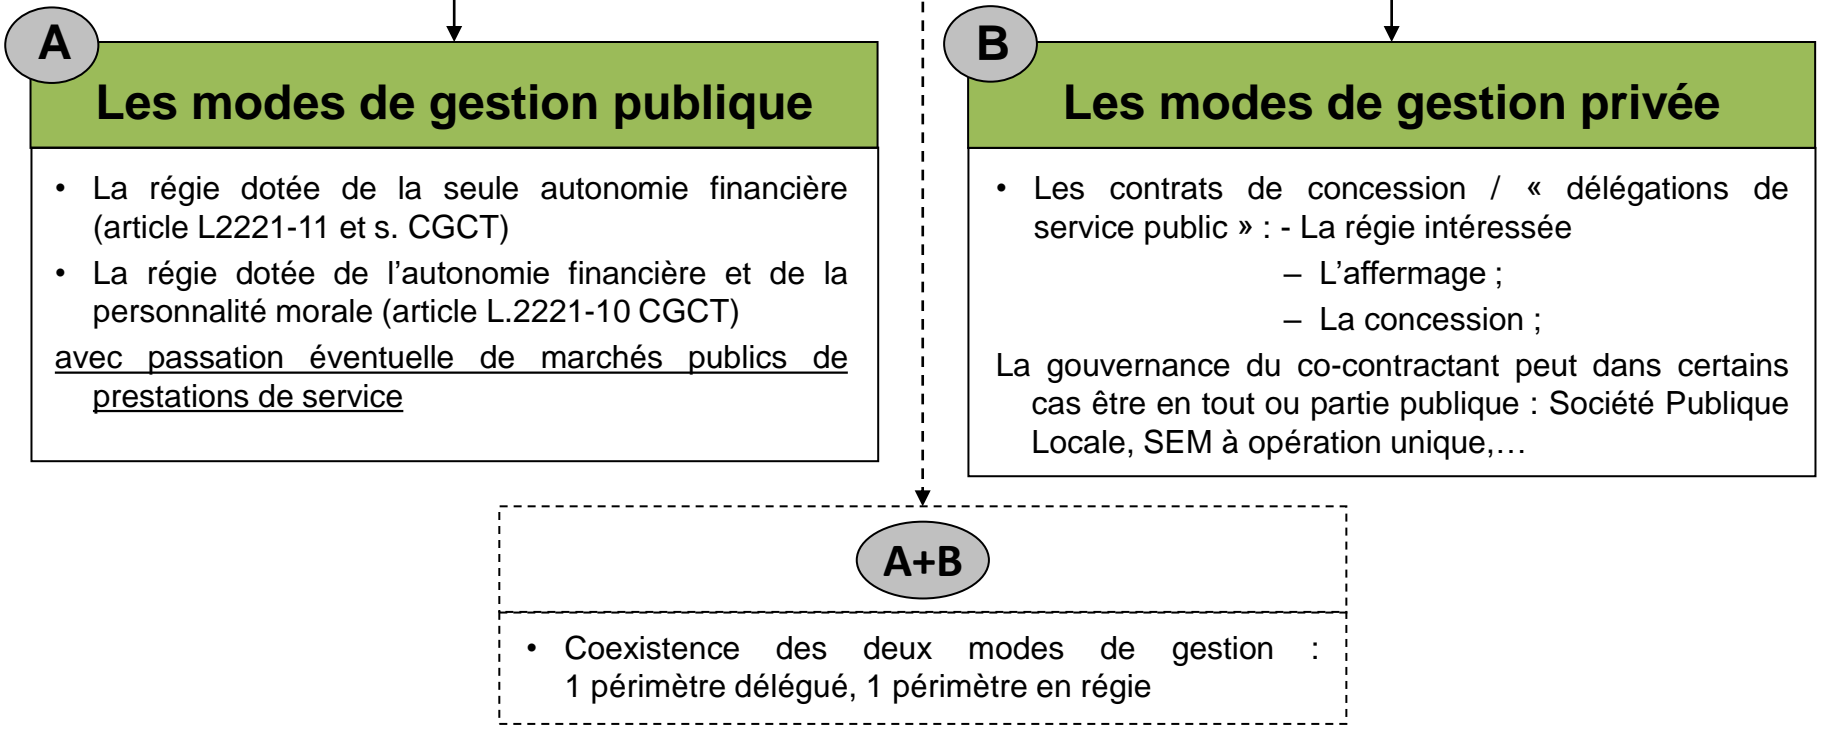 A
Les modes de gestion publique
• La régie dotée de la seule autonomie financière
(article L2221-11 et s. CGCT)
• La régie dotée de l’autonomie financière et de la
personnalité morale (article L.2221-10 CGCT)
avec passation éventuelle de marchés publics de
prestations de service
B
Les modes de gestion privée
• Les contrats de concession / « délégations de
service public » : - La régie intéressée
– L’affermage ;
– La concession ;
La gouvernance du co-contractant peut dans certains
cas être en tout ou partie publique : Société Publique
Locale, SEM à opération unique,…
A+B
• Coexistence des deux modes de gestion :
1 périmètre délégué, 1 périmètre en régie